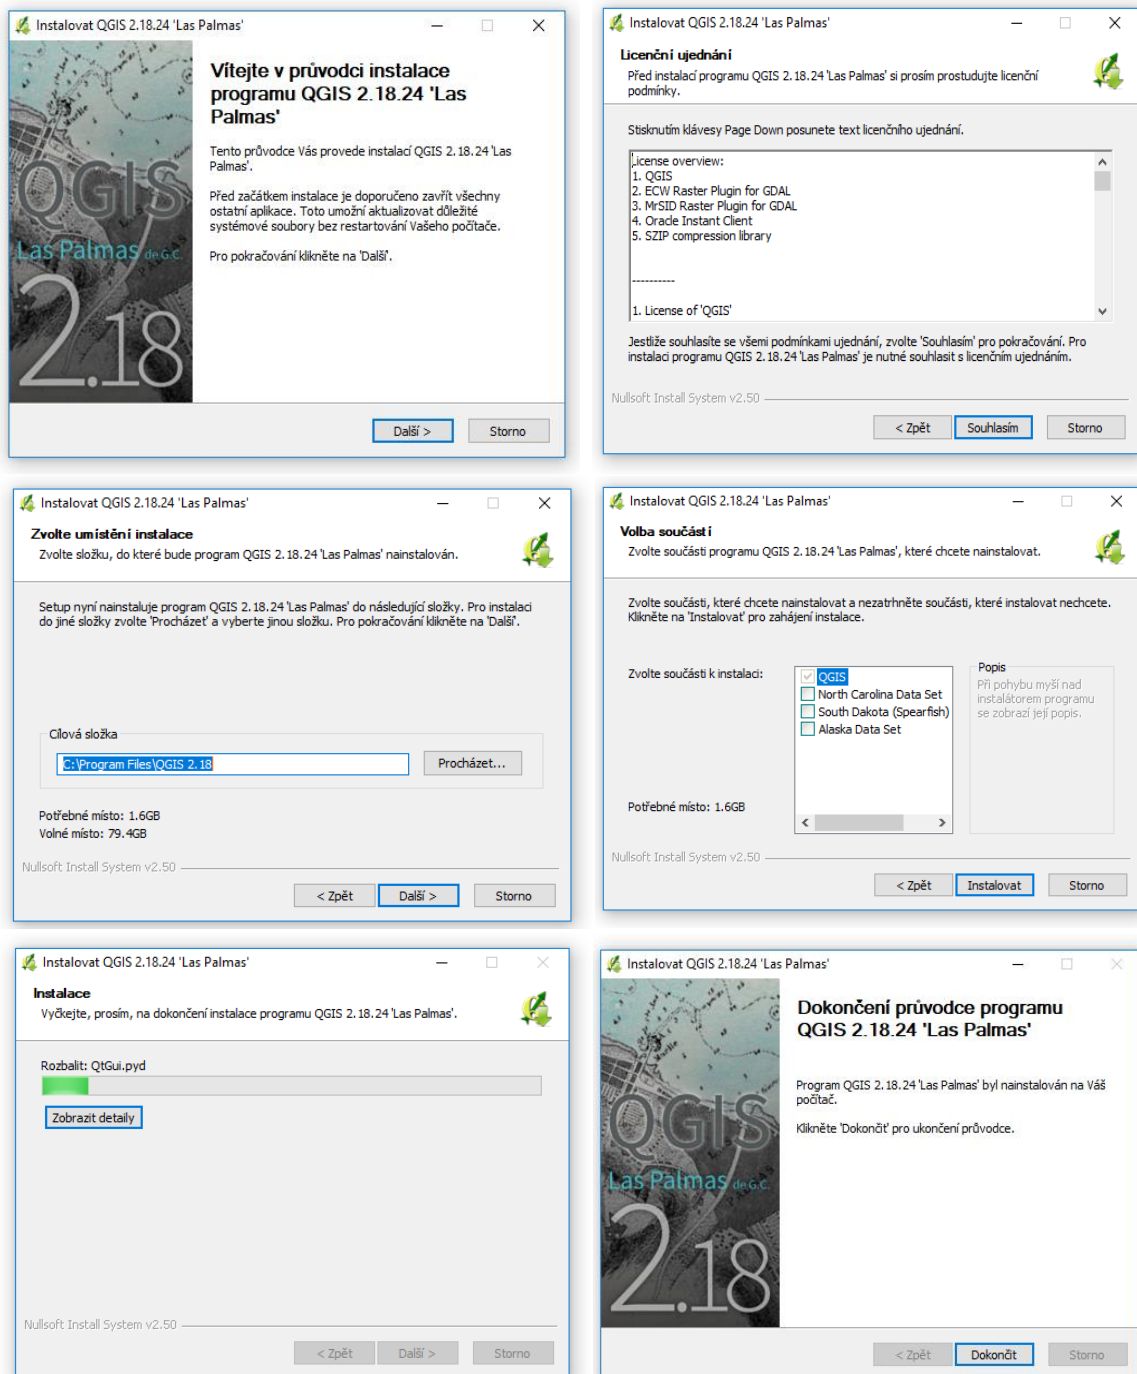 Instalovat QGIS 2.18.24 'Las Palmas'
QGIS
Las Palmas de G.C.
2.18
Vítejte v průvodci instalace
programu QGIS 2.18.24 'Las
Palmas'
Tento průvodce Vás provede instalací QGIS 2.18.24 'Las
Palmas'.
Před začátkem instalace je doporučeno zavřít všechny
ostatní aplikace. Toto umožní aktualizovat důležité
systémové soubory bez restartování Vašeho počítače.
Pro pokračování klikněte na 'Další'.
Další >
Storno
Instalovat QGIS 2.18.24 'Las Palmas'
Licenční ujednání
Před instalací programu QGIS 2.18.24 'Las Palmas' si prosím prostudujte licenční
podmínky.
Stisknutím klávesy Page Down posunete text licenčního ujednání.
License overview:
1. QGIS
2. ECW Raster Plugin for GDAL
3. MrSID Raster Plugin for GDAL
4. Oracle Instant Client
5. SZIP compression library
----------
1. License of 'QGIS'
Jestliže souhlasíte se všemi podmínkami ujednání, zvolte 'Souhlasím' pro pokračování. Pro
instalaci programu QGIS 2.18.24 'Las Palmas' je nutné souhlasit s licenčním ujednáním.
Nullsoft Install System v2.50
< Zpět
Souhlasím
Storno
Instalovat QGIS 2.18.24 'Las Palmas'
Zvolte umístění instalace
Zvolte složku, do které bude program QGIS 2.18.24 'Las Palmas' nainstalován.
Setup nyní nainstaluje program QGIS 2.18.24 'Las Palmas' do následující složky. Pro instalaci
do jiné složky zvolte 'Procházet' a vyberte jinou složku. Pro pokračování klikněte na 'Další'.
Cílová složka
C:\Program Files\QGIS 2.18
Procházet...
Potřebné místo: 1.6GB
Volné místo: 79.4GB
Nullsoft Install System v2.50
< Zpět
Další >
Storno
Instalovat QGIS 2.18.24 'Las Palmas'
Volba součástí
Zvolte součásti programu QGIS 2.18.24 'Las Palmas', které chcete nainstalovat.
Zvolte součásti, které chcete nainstalovat a nezatrhněte součásti, které instalovat nechcete.
Klikněte na 'Instalovat' pro zahájení instalace.
Zvolte součásti k instalaci:
QGIS
North Carolina Data Set
South Dakota (Spearfish)
Alaska Data Set
Popis
Při pohybu myší nad
instalátorem programu
se zobrazí její popis.
Potřebné místo: 1.6GB
Nullsoft Install System v2.50
< Zpět
Instalovat
Storno
Instalovat QGIS 2.18.24 'Las Palmas'
Instalace
Vyčkejte, prosím, na dokončení instalace programu QGIS 2.18.24 'Las Palmas'.
Rozbalit: QtGui.pyd
Zobrazit detaily
Nullsoft Install System v2.50
< Zpět
Další >
Storno
Instalovat QGIS 2.18.24 'Las Palmas'
QGIS
Las Palmas de G.C.
2.18
Dokončení průvodce programu
QGIS 2.18.24 'Las Palmas'
Program QGIS 2.18.24 'Las Palmas' byl nainstalován na Váš
počítač.
Klikněte 'Dokončit' pro ukončení průvodce.
< Zpět
Dokončit
Storno